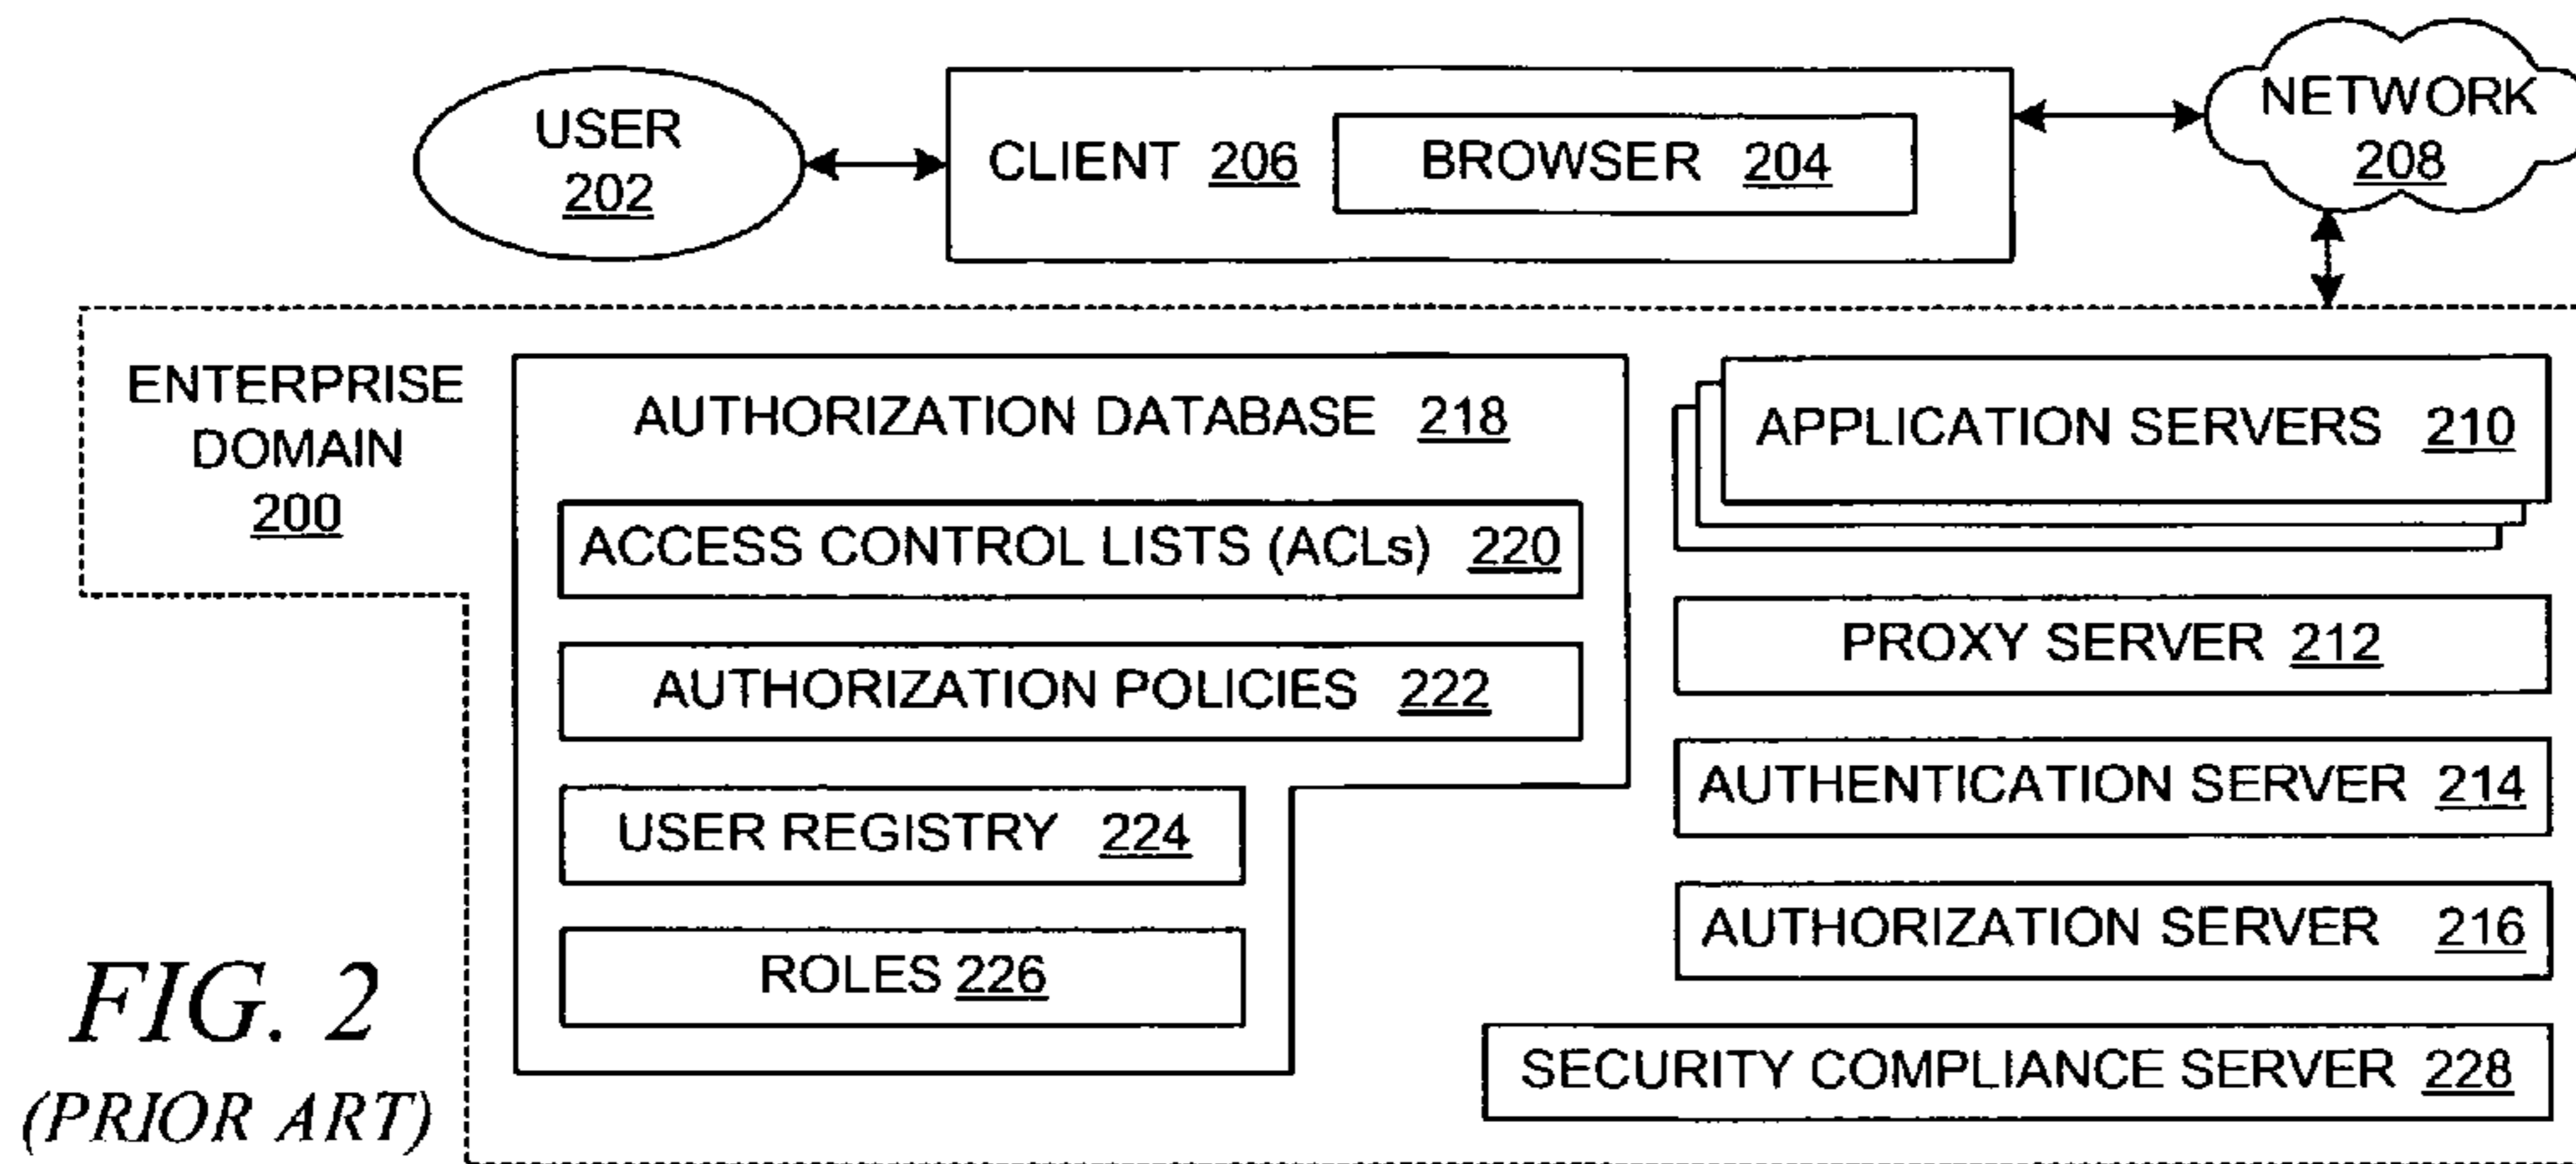 USER
202
CLIENT 206
BROWSER 204
NETWORK
208
ENTERPRISE
DOMAIN
200
AUTHORIZATION DATABASE 218
ACCESS CONTROL LISTS (ACLs) 220
AUTHORIZATION POLICIES 222
USER REGISTRY 224
ROLES 226
APPLICATION SERVERS 210
PROXY SERVER 212
AUTHENTICATION SERVER 214
AUTHORIZATION SERVER 216
SECURITY COMPLIANCE SERVER 228
FIG. 2
(PRIOR ART)